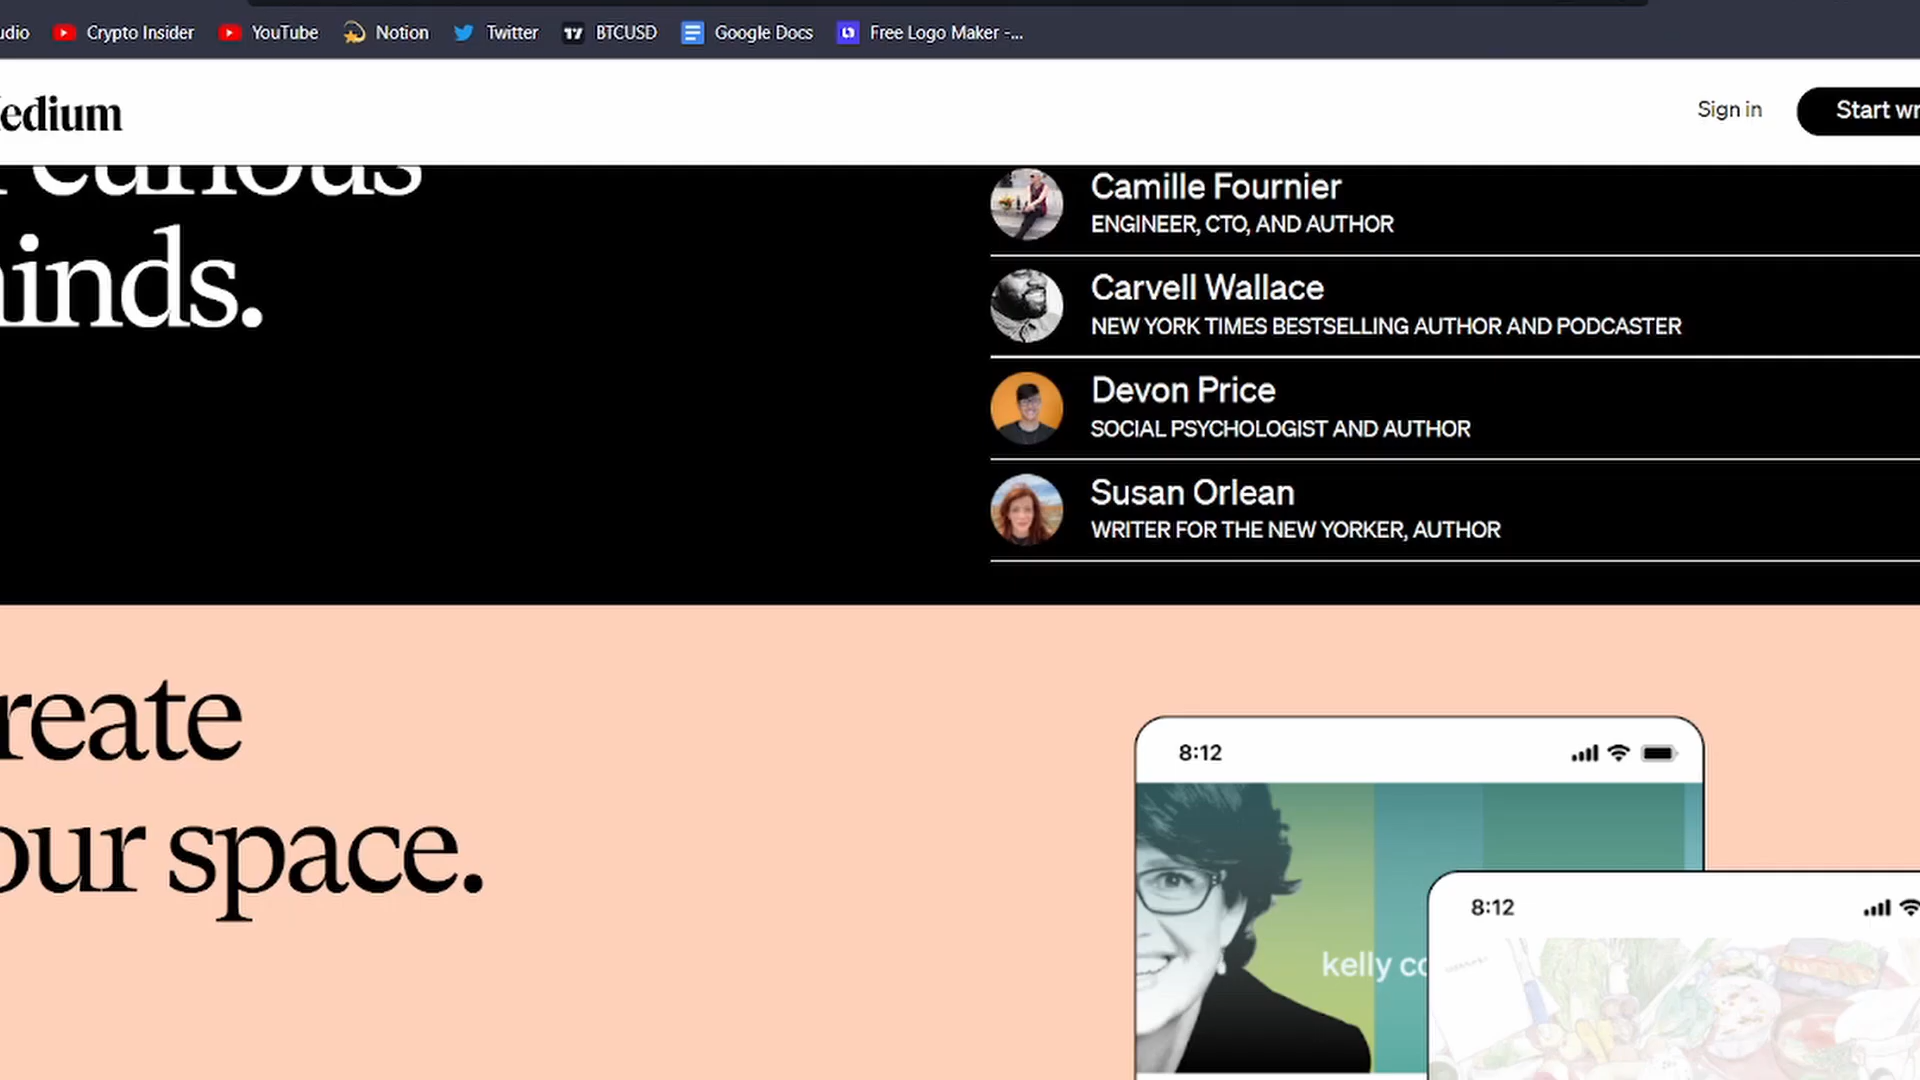 udio Crypto Insider YouTube Notion Twitter BTCUSD Google Docs Free Logo Maker -...
edium
Sign in
Start wr
curious
inds.
Camille Fournier
ENGINEER, CTO, AND AUTHOR
Carvell Wallace
NEW YORK TIMES BESTSELLING AUTHOR AND PODCASTER
Devon Price
SOCIAL PSYCHOLOGIST AND AUTHOR
Susan Orlean
WRITER FOR THE NEW YORKER, AUTHOR
reate
our space.
8:12
kelly co
8:12